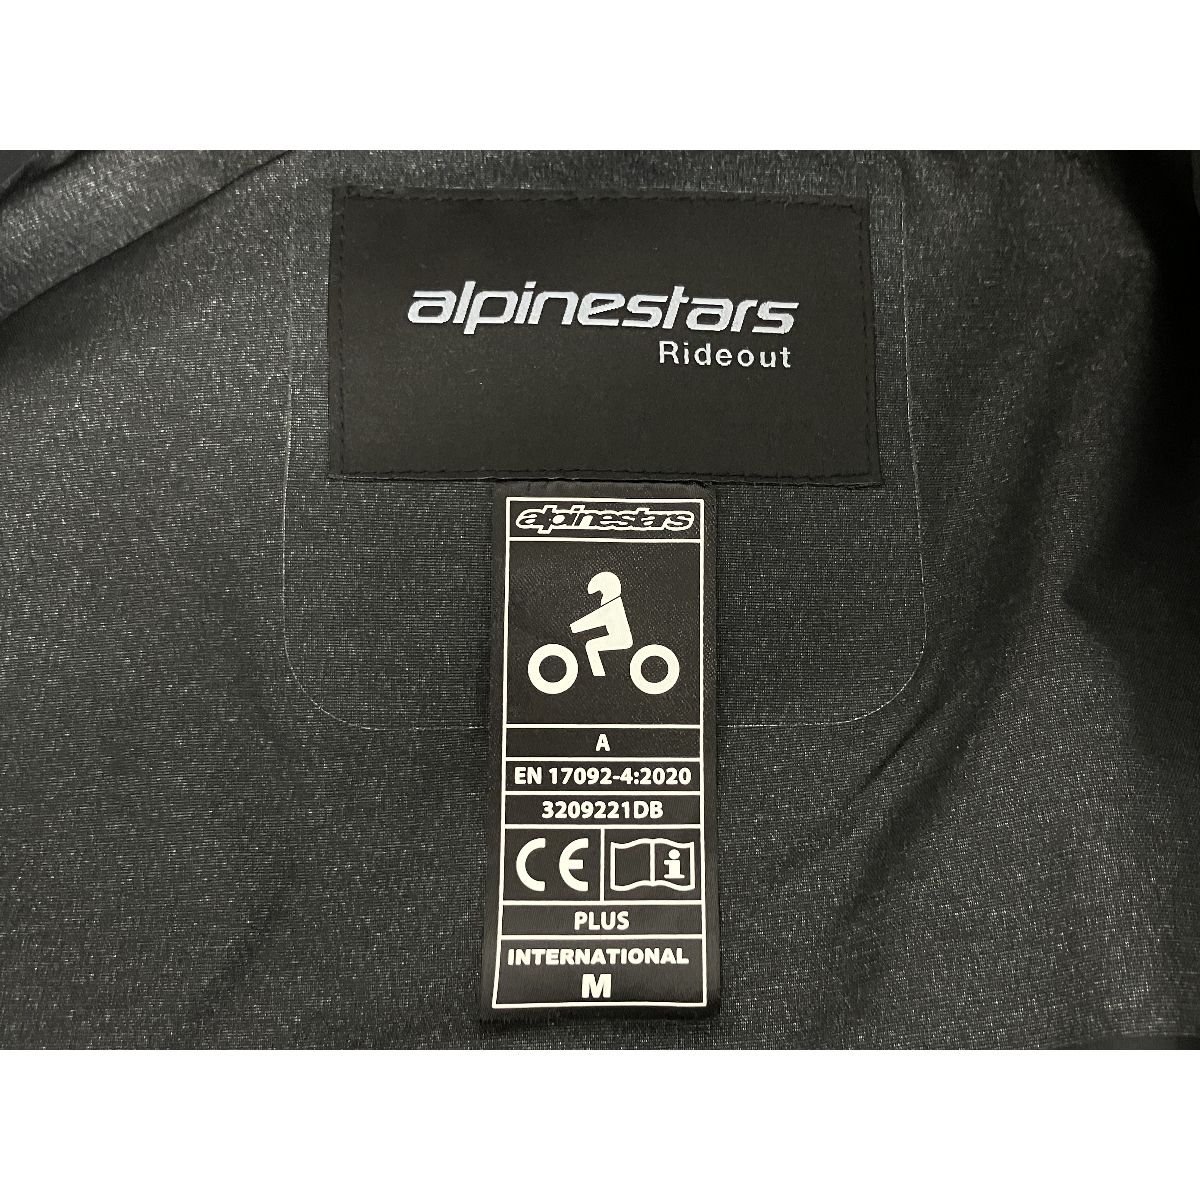 alpinestars
Rideout
alpinestars
A
EN 17092-4:2020
3209221DB
CE
i
PLUS
INTERNATIONAL
M